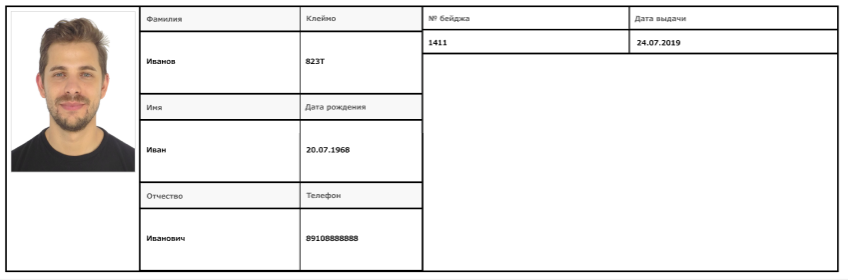 Фамилия Клеймо № бейджа Дата выдачи
1411 24.07.2019
Иванов 823Т
Имя Дата рождения
Иван 20.07.1968
Отчество Телефон
Иванович 89108888888